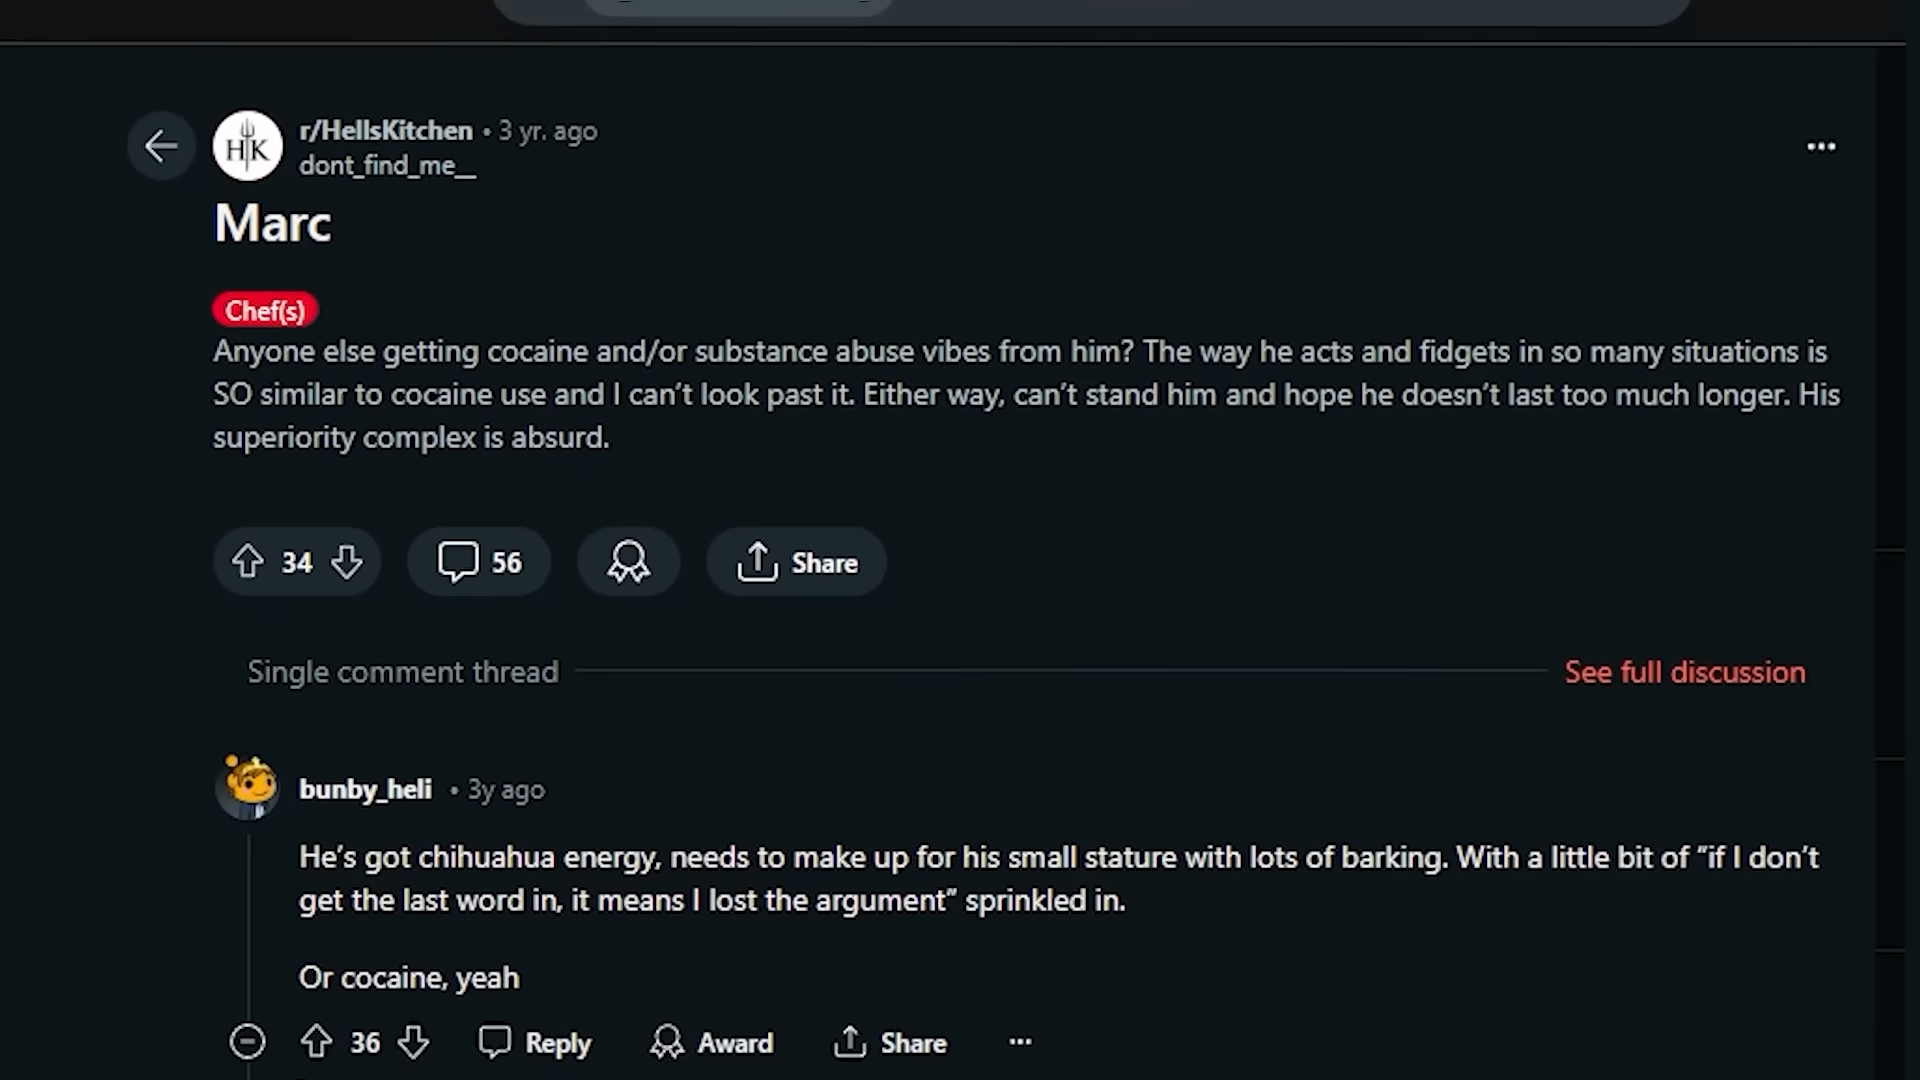 HK
r/HellsKitchen • 3 yr. ago
dont_find_me__
Marc
Chef(s)
Anyone else getting cocaine and/or substance abuse vibes from him? The way he acts and fidgets in so many situations is
SO similar to cocaine use and I can’t look past it. Either way, can’t stand him and hope he doesn’t last too much longer. His
superiority complex is absurd.
34 56 Share
Single comment thread See full discussion
bunby_heli • 3y ago
He’s got chihuahua energy, needs to make up for his small stature with lots of barking. With a little bit of “if I don’t
get the last word in, it means I lost the argument” sprinkled in.
Or cocaine, yeah
36 Reply Award Share